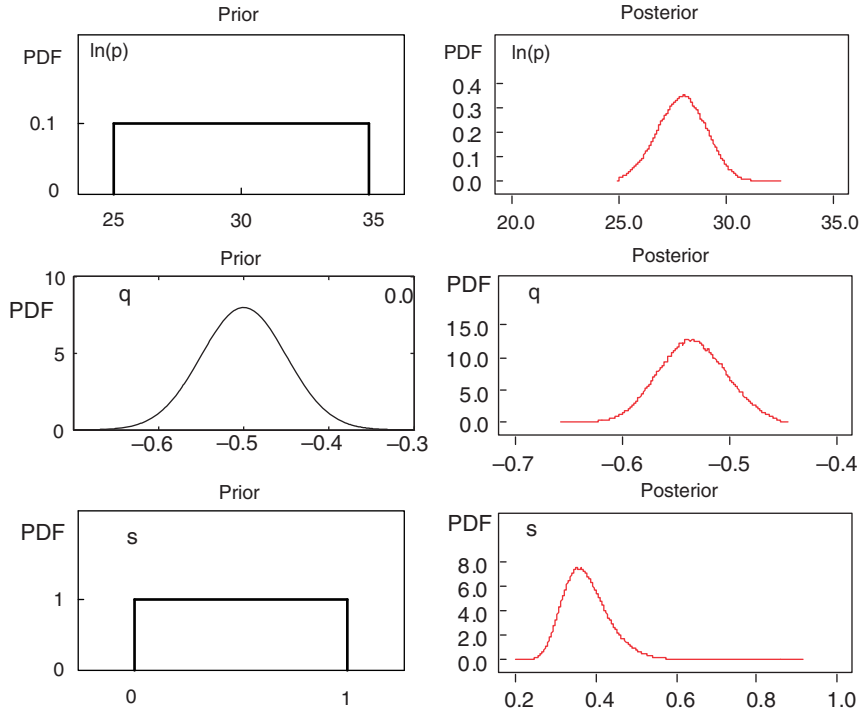 Prior
PDF
ln(p)
0.1
0
25 30 35
Posterior
PDF
ln(p)
0.4
0.3
0.2
0.1
0.0
20.0 25.0 30.0 35.0
Prior
PDF
q
0.0
10
5
0
−0.6 −0.5 −0.4 −0.3
Posterior
PDF
q
15.0
10.0
5.0
0.0
−0.7 −0.6 −0.5 −0.4
Prior
PDF
s
1
0
0 1
Posterior
PDF
s
8.0
6.0
4.0
2.0
0.0
0.2 0.4 0.6 0.8 1.0